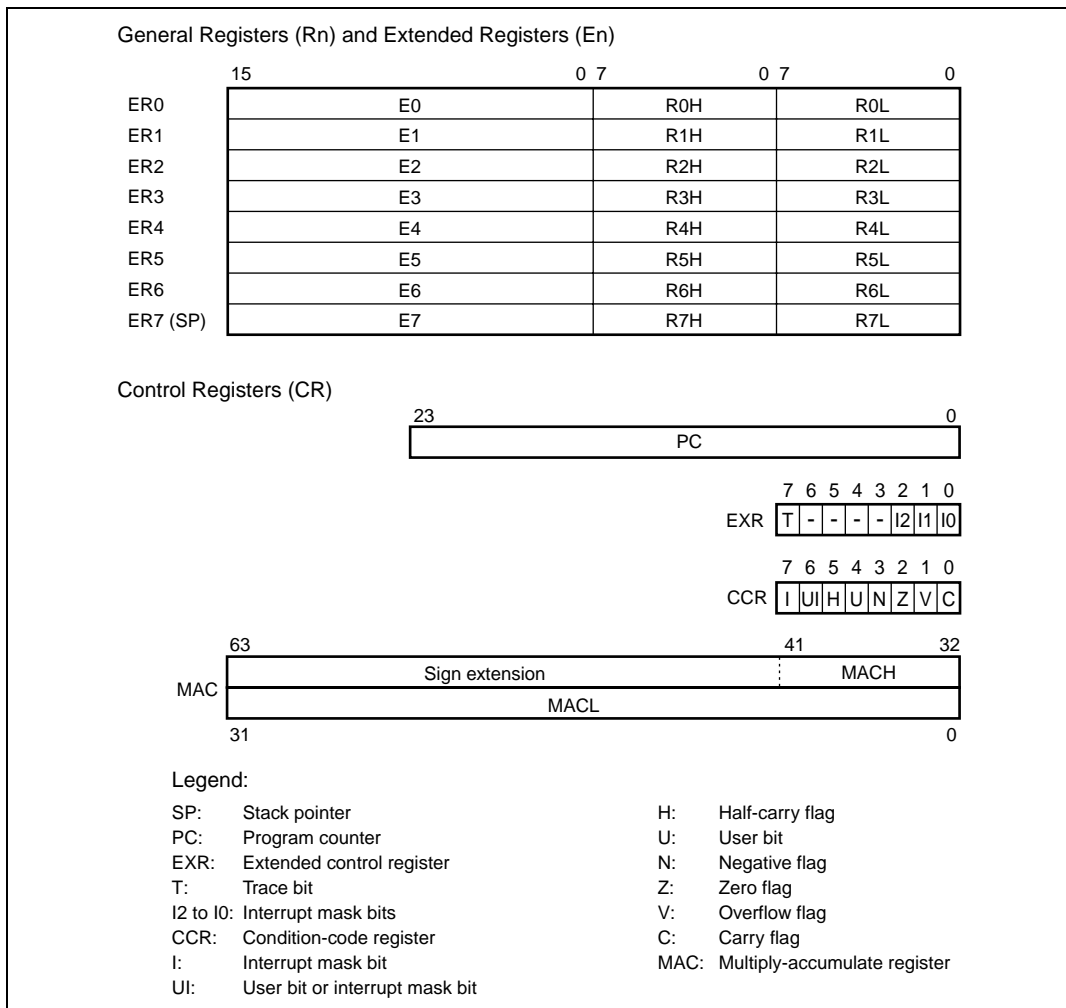 General Registers (Rn) and Extended Registers (En)
15 0 7 0 7 0
ER0 E0 R0H R0L
ER1 E1 R1H R1L
ER2 E2 R2H R2L
ER3 E3 R3H R3L
ER4 E4 R4H R4L
ER5 E5 R5H R5L
ER6 E6 R6H R6L
ER7 (SP) E7 R7H R7L
Control Registers (CR)
23 0
PC
7 6 5 4 3 2 1 0
EXR T - - - - I2 I1 I0
7 6 5 4 3 2 1 0
CCR I UI H U N Z V C
63 41 32
Sign extension MACH
MAC
MACL
31 0
Legend:
SP: Stack pointer
PC: Program counter
EXR: Extended control register
T: Trace bit
I2 to I0: Interrupt mask bits
CCR: Condition-code register
I: Interrupt mask bit
UI: User bit or interrupt mask bit
H: Half-carry flag
U: User bit
N: Negative flag
Z: Zero flag
V: Overflow flag
C: Carry flag
MAC: Multiply-accumulate register